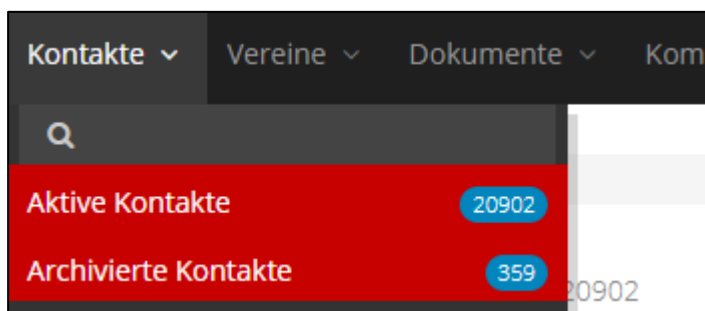 Kontakte Vereine Dokumente Kom
Aktive Kontakte 20902
Archivierte Kontakte 359
20902